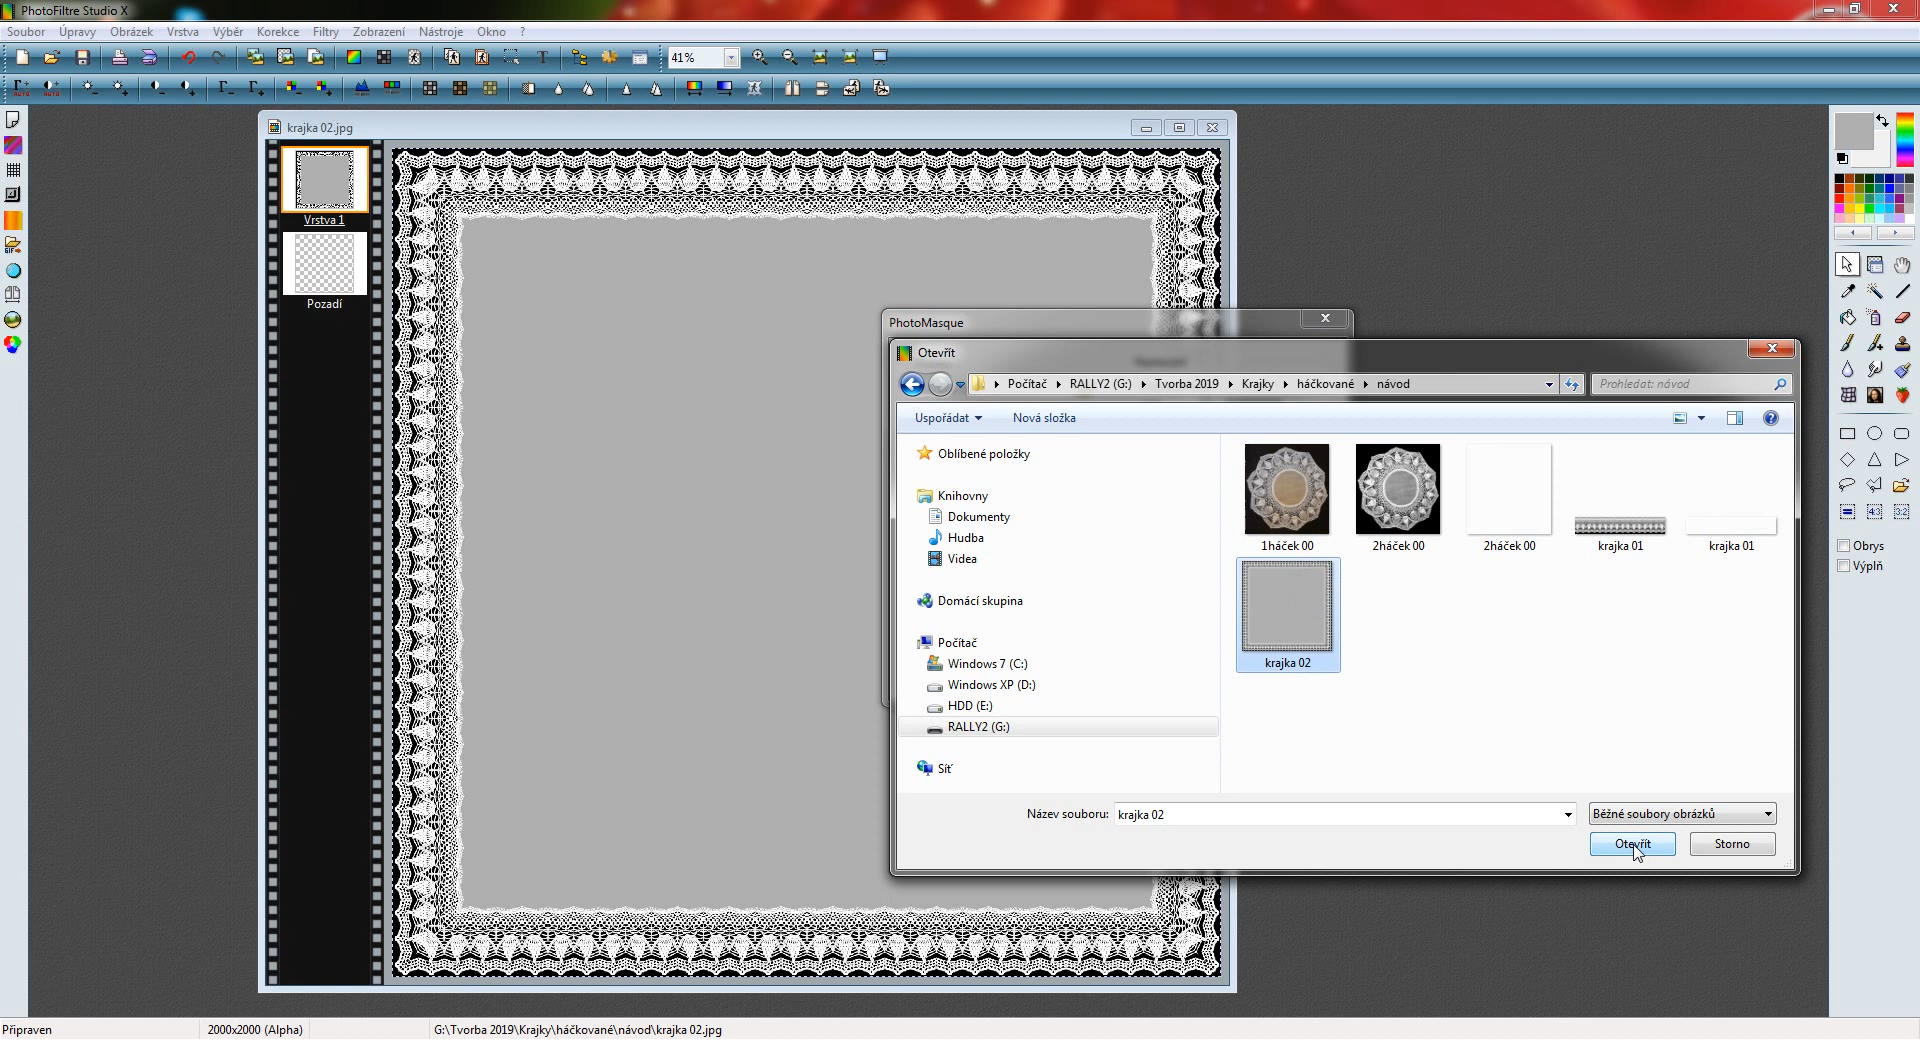 PhotoFiltre Studio X
Soubor Úpravy Obrázek Vrstva Výběr Korekce Filtry Zobrazení Nástroje Okno ?
41%
krajka 02.jpg
Vrstva 1
Pozadí
PhotoMasque
Otevřít
Počítač RALLY2 (G:) Tvorba 2019 Krajky háčkované návod
Prohledat: návod
Uspořádat Nová složka
Oblíbené položky
Knihovny
Dokumenty
Hudba
Videa
Domácí skupina
Počítač
Windows 7 (C:)
Windows XP (D:)
HDD (E:)
RALLY2 (G:)
Síť
1háček 00 2háček 00 2háček 00 krajka 01 krajka 01
krajka 02
Název souboru: krajka 02
Běžné soubory obrázků
Otevřít Storno
4:3 3:2
Obrys
Výplň
Připraven 2000x2000 (Alpha) G:\Tvorba 2019\Krajky\háčkované\návod\krajka 02.jpg